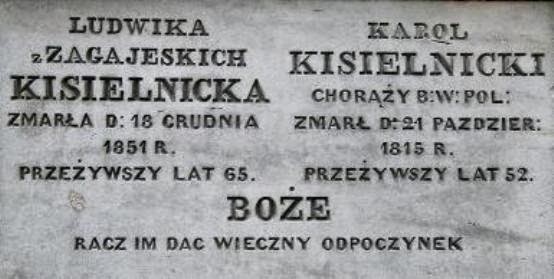 LUDWIKA
z ZAGAJESKICH
KISIELNICKA
ZMARŁA D: 18 GRUDNIA
1851 R.
PRZEŻYWSZY LAT 65.
KAROL
KISIELNICKI
CHORĄŻY B:W:POL:
ZMARŁ D:21 PAZDZIER:
1815 R.
PRZEŻYWSZY LAT 52.
BOŻE
RACZ IM DAC WIECZNY ODPOCZYNEK